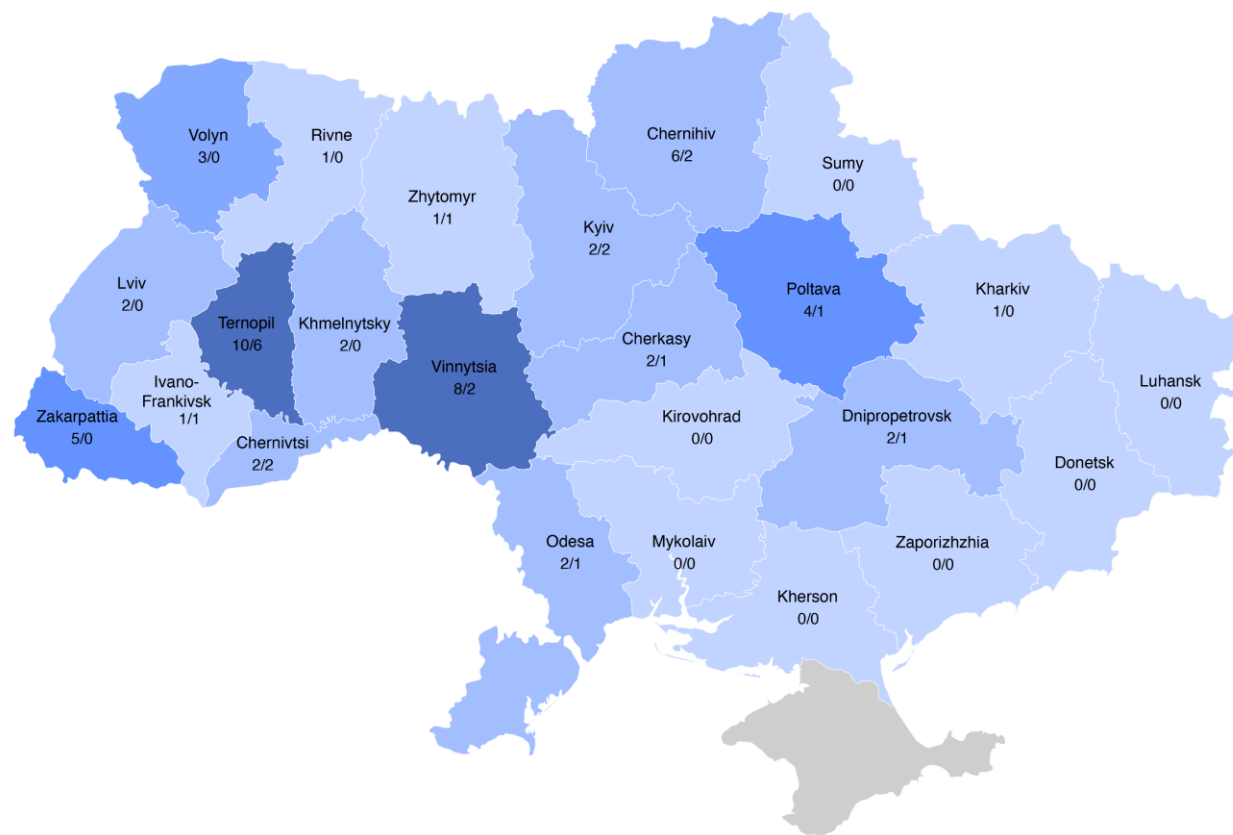 Volyn
3/0
Rivne
1/0
Chernihiv
6/2
Sumy
0/0
Zhytomyr
1/1
Kyiv
2/2
Lviv
2/0
Ternopil
10/6
Khmelnytsky
2/0
Poltava
4/1
Kharkiv
1/0
Vinnytsia
8/2
Cherkasy
2/1
Luhansk
0/0
Ivano-
Frankivsk
1/1
Zakarpattia
5/0
Chernivtsi
2/2
Kirovohrad
0/0
Dnipropetrovsk
2/1
Donetsk
0/0
Odesa
2/1
Mykolaiv
0/0
Zaporizhzhia
0/0
Kherson
0/0